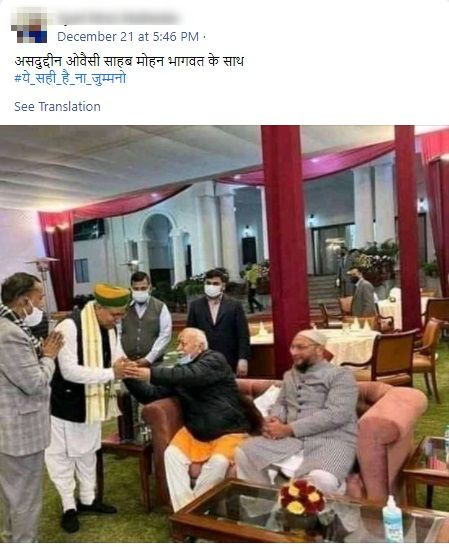 December 21 at 5:46 PM ·
असदुद्दीन ओवैसी साहब मोहन भागवत के साथ
#ये_सही_है_ना_जुम्मनो
See Translation